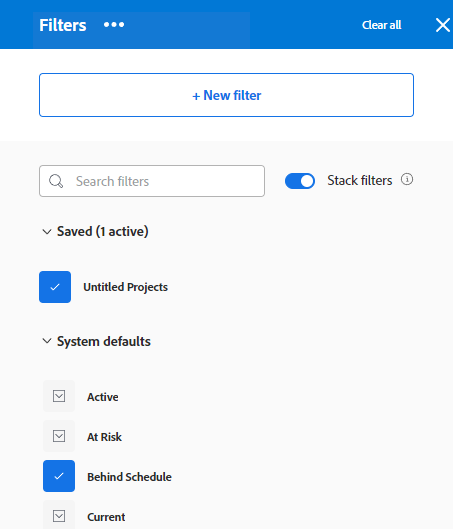 Filters ••• Clear all
+ New filter
Search filters Stack filters
Saved (1 active)
Untitled Projects
System defaults
Active
At Risk
Behind Schedule
Current